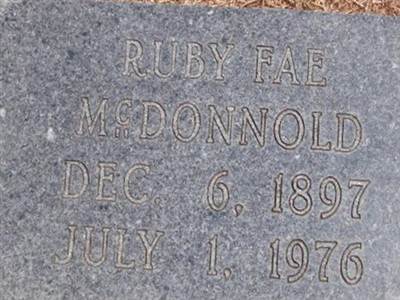 RUBY FAE
McDONNOLD
DEC. 6, 1897
JULY 1, 1976